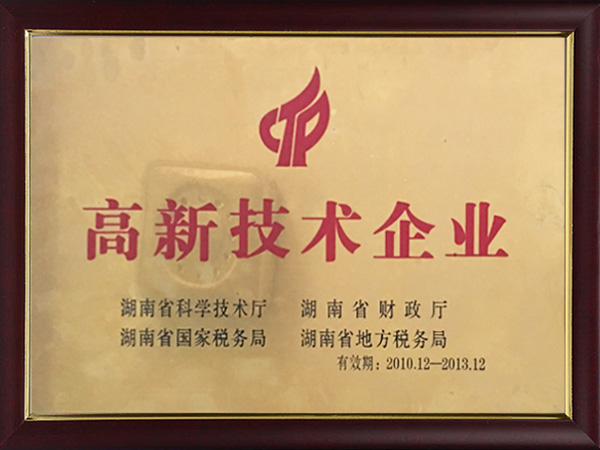 CTP
高新技术企业
湖南省科学技术厅 湖南省财政厅
湖南省国家税务局 湖南省地方税务局
有效期：2010.12—2013.12